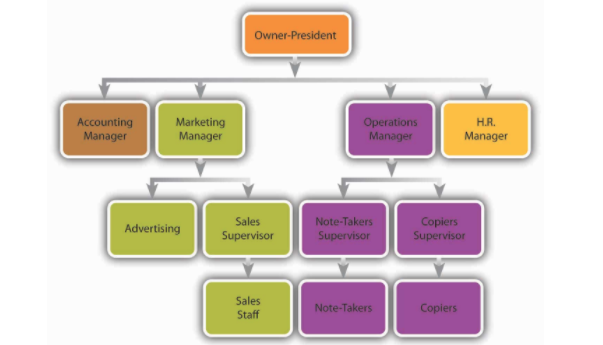 Owner-President
Accounting
Manager
Marketing
Manager
Operations
Manager
H.R.
Manager
Advertising
Sales
Supervisor
Note-Takers
Supervisor
Copiers
Supervisor
Sales
Staff
Note-Takers
Copiers